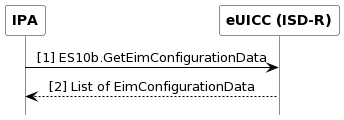 IPA
eUICC (ISD-R)
[1] ES10b.GetEimConfigurationData
[2] List of EimConfigurationData